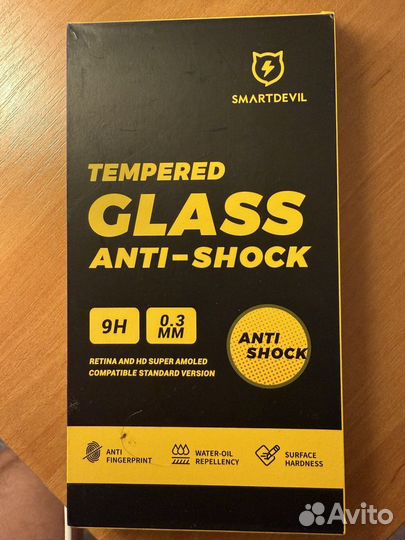 SMARTDEVIL
TEMPERED
GLASS
ANTI-SHOCK
9H
0.3
MM
ANTI
SHOCK
RETINA AND HD SUPER AMOLED
COMPATIBLE STANDARD VERSION
ANTI
FINGERPRINT
WATER-OIL
REPELLENCY
SURFACE
HARDNESS
Avito